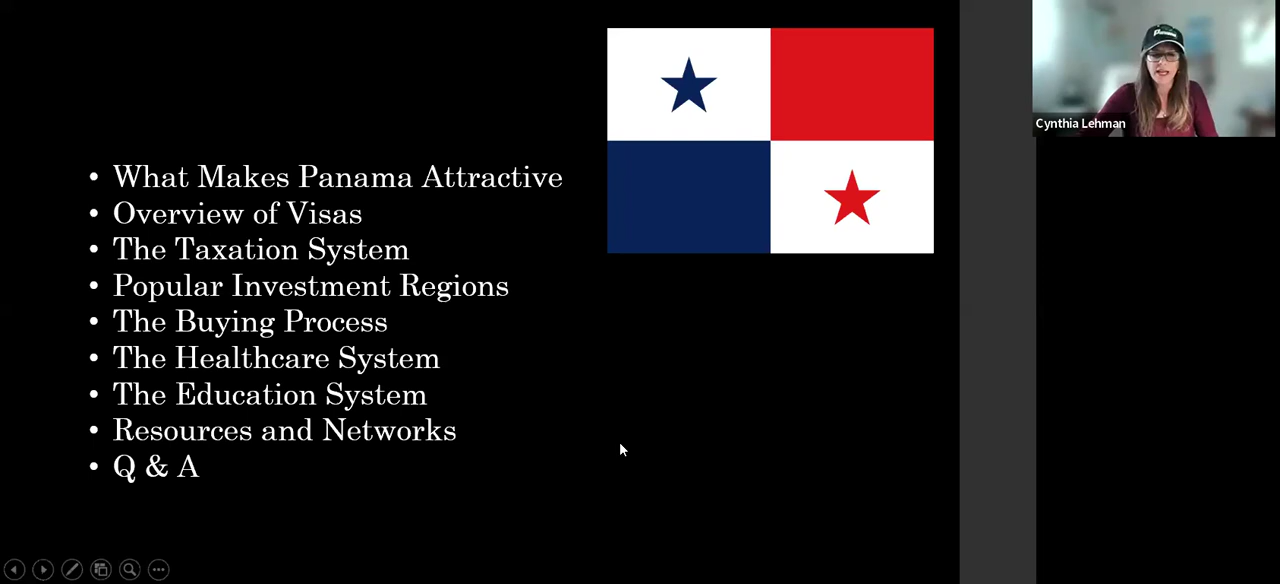 What Makes Panama Attractive
Overview of Visas
The Taxation System
Popular Investment Regions
The Buying Process
The Healthcare System
The Education System
Resources and Networks
Q & A
Cynthia Lehman